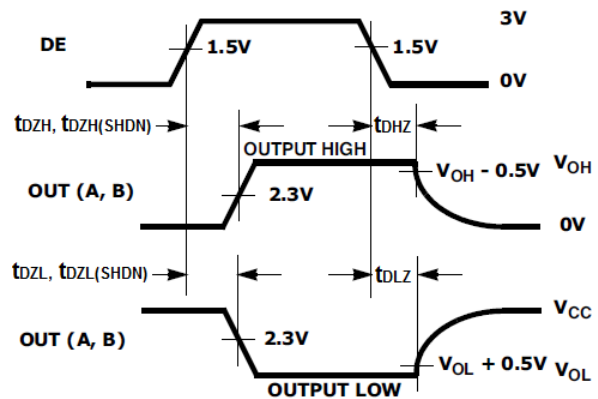 3V
DE
1.5V
1.5V
0V
tDZH, tDZH(SHDN)
tDHZ
OUTPUT HIGH
VOH - 0.5V
VOH
OUT (A, B)
2.3V
0V
tDZL, tDZL(SHDN)
tDLZ
VCC
OUT (A, B)
2.3V
VOL + 0.5V
VOL
OUTPUT LOW